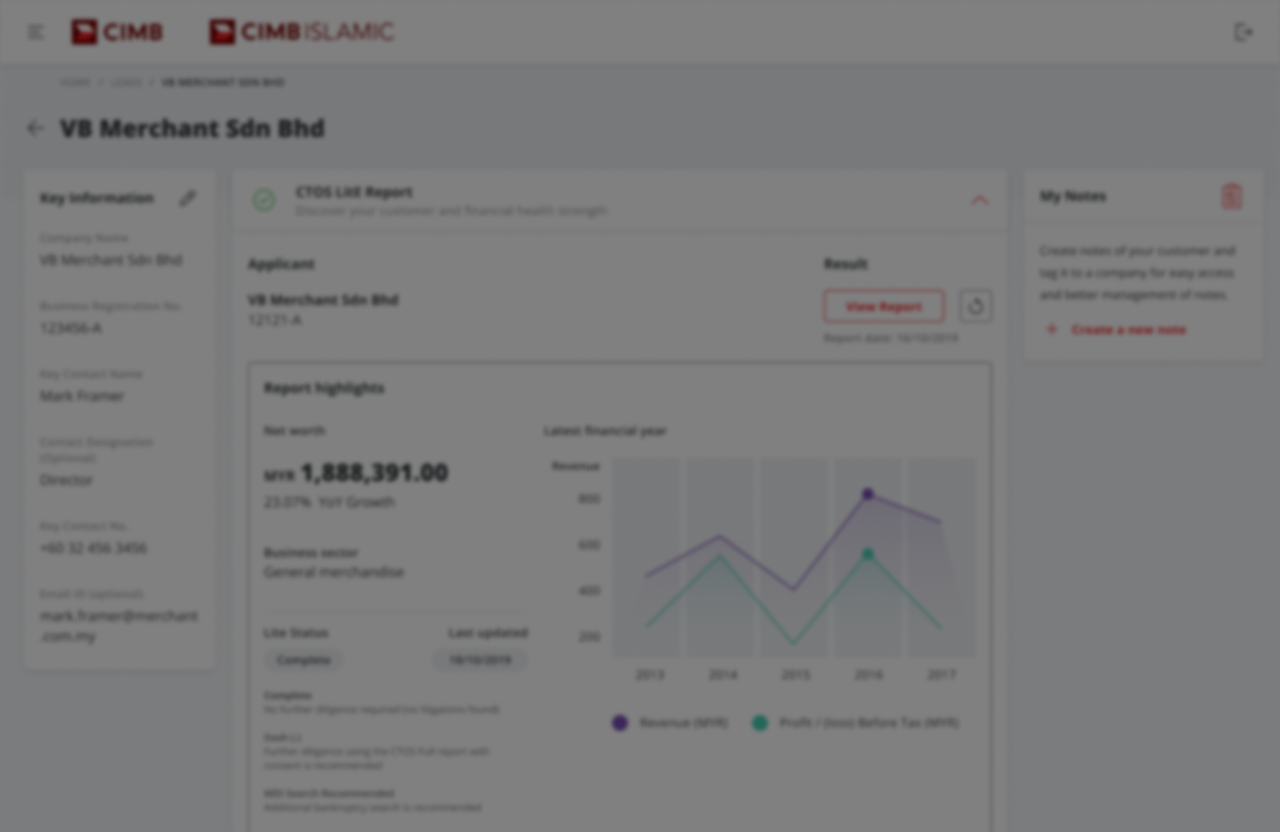 CIMB
CIMB ISLAMIC
HOME / LEADS / VB MERCHANT SDN BHD
VB Merchant Sdn Bhd
Key Information
Company Name
VB Merchant Sdn Bhd
Business Registration No.
123456-A
Key Contact Name
Mark Framer
Contact Designation
(Optional)
Director
Key Contact No.
+60 32 456 3456
Email ID (optional)
mark.framer@merchant
.com.my
CTOS LitE Report
Discover your customer and financial health strength
Applicant
VB Merchant Sdn Bhd
12121-A
Result
View Report
Report date: 16/10/2019
Report highlights
Net worth
MYR 1,888,391.00
23.07% YoY Growth
Business sector
General merchandise
Lite Status
Last updated
Complete
10/10/2019
Complete
No further diligence required (no litigations found)
Further diligence using the CTOS Full report with
consent is recommended
MDI Search Recommended
Additional bankruptcy search is recommended
Latest financial year
Revenue
800
600
400
200
2013
2014
2015
2016
2017
Revenue (MYR)
Profit / (loss) Before Tax (MYR)
My Notes
Create notes of your customer and
tag it to a company for easy access
and better management of notes.
+ Create a new note